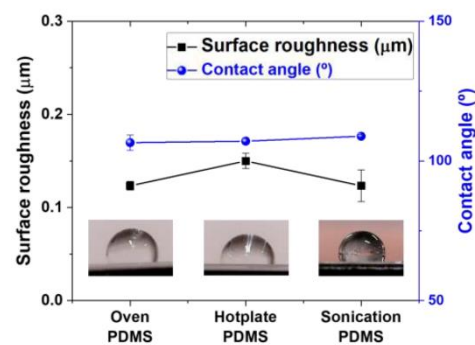 0.3
0.2
0.1
0.0
Surface roughness (μm)
Surface roughness (μm)
Contact angle (º)
150
100
50
Contact angle (º)
Oven
PDMS
Hotplate
PDMS
Sonication
PDMS